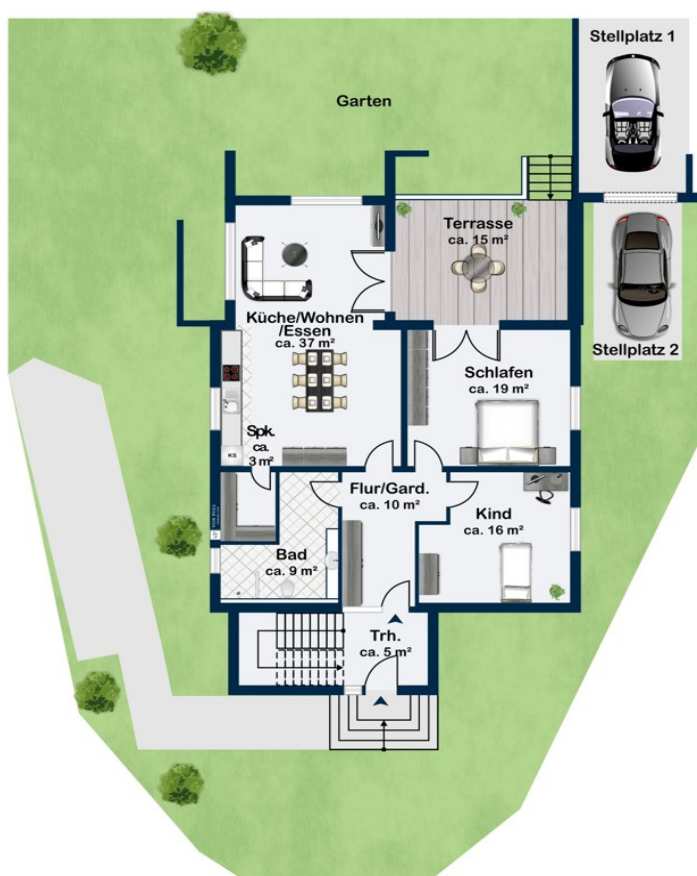 Stellplatz 1
Garten
Terrasse
ca. 15 m²
Küche/Wohnen
/Essen
ca. 37 m²
Stellplatz 2
Schlafen
ca. 19 m²
Spk.
ca.
3 m²
KS
Flur/Gard.
ca. 10 m²
Kind
ca. 16 m²
Bad
ca. 9 m²
Trh.
ca. 5 m²